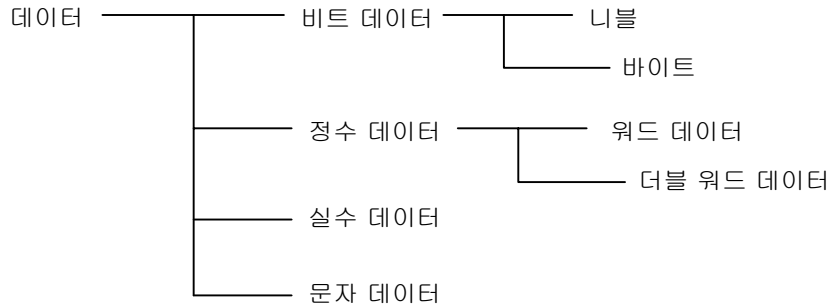 데이터 비트 데이터 니블
바이트
정수 데이터 워드 데이터
더블 워드 데이터
실수 데이터
문자 데이터